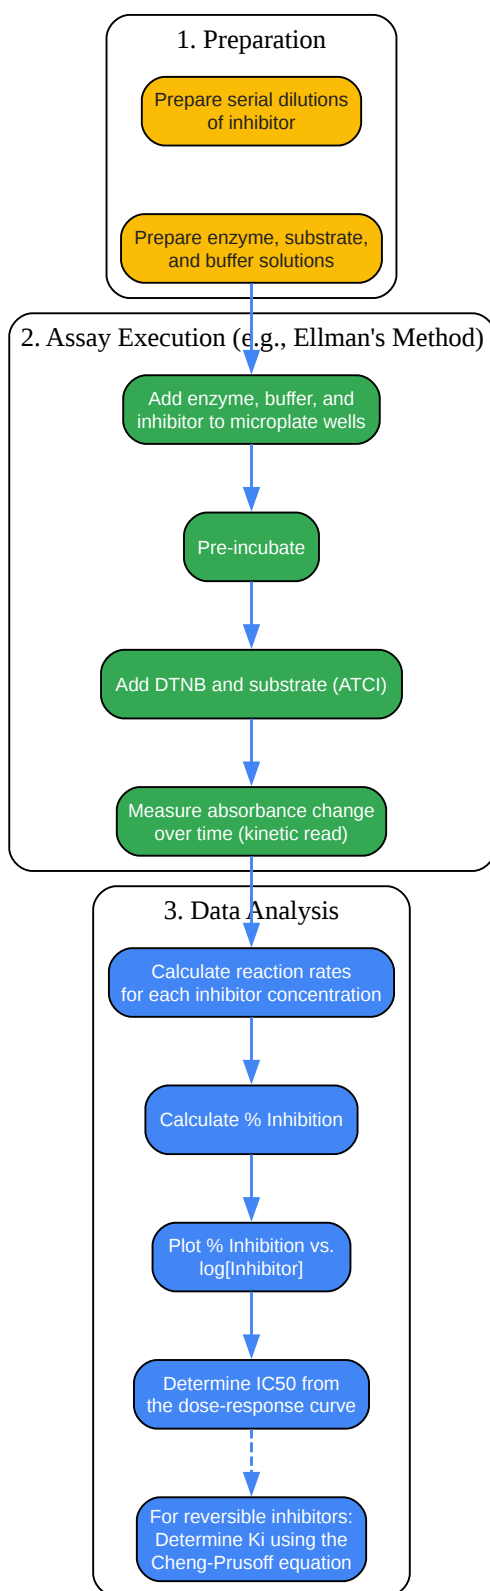 1. Preparation
Prepare serial dilutions
of inhibitor
Prepare enzyme, substrate,
and buffer solutions
2. Assay Execution (e.g., Ellman's Method)
Add enzyme, buffer, and
inhibitor to microplate wells
Pre-incubate
Add DTNB and substrate (ATCI)
Measure absorbance change
over time (kinetic read)
3. Data Analysis
Calculate reaction rates
for each inhibitor concentration
Calculate % Inhibition
Plot % Inhibition vs.
log[Inhibitor]
Determine IC50 from
the dose-response curve
For reversible inhibitors:
Determine Ki using the
Cheng-Prusoff equation